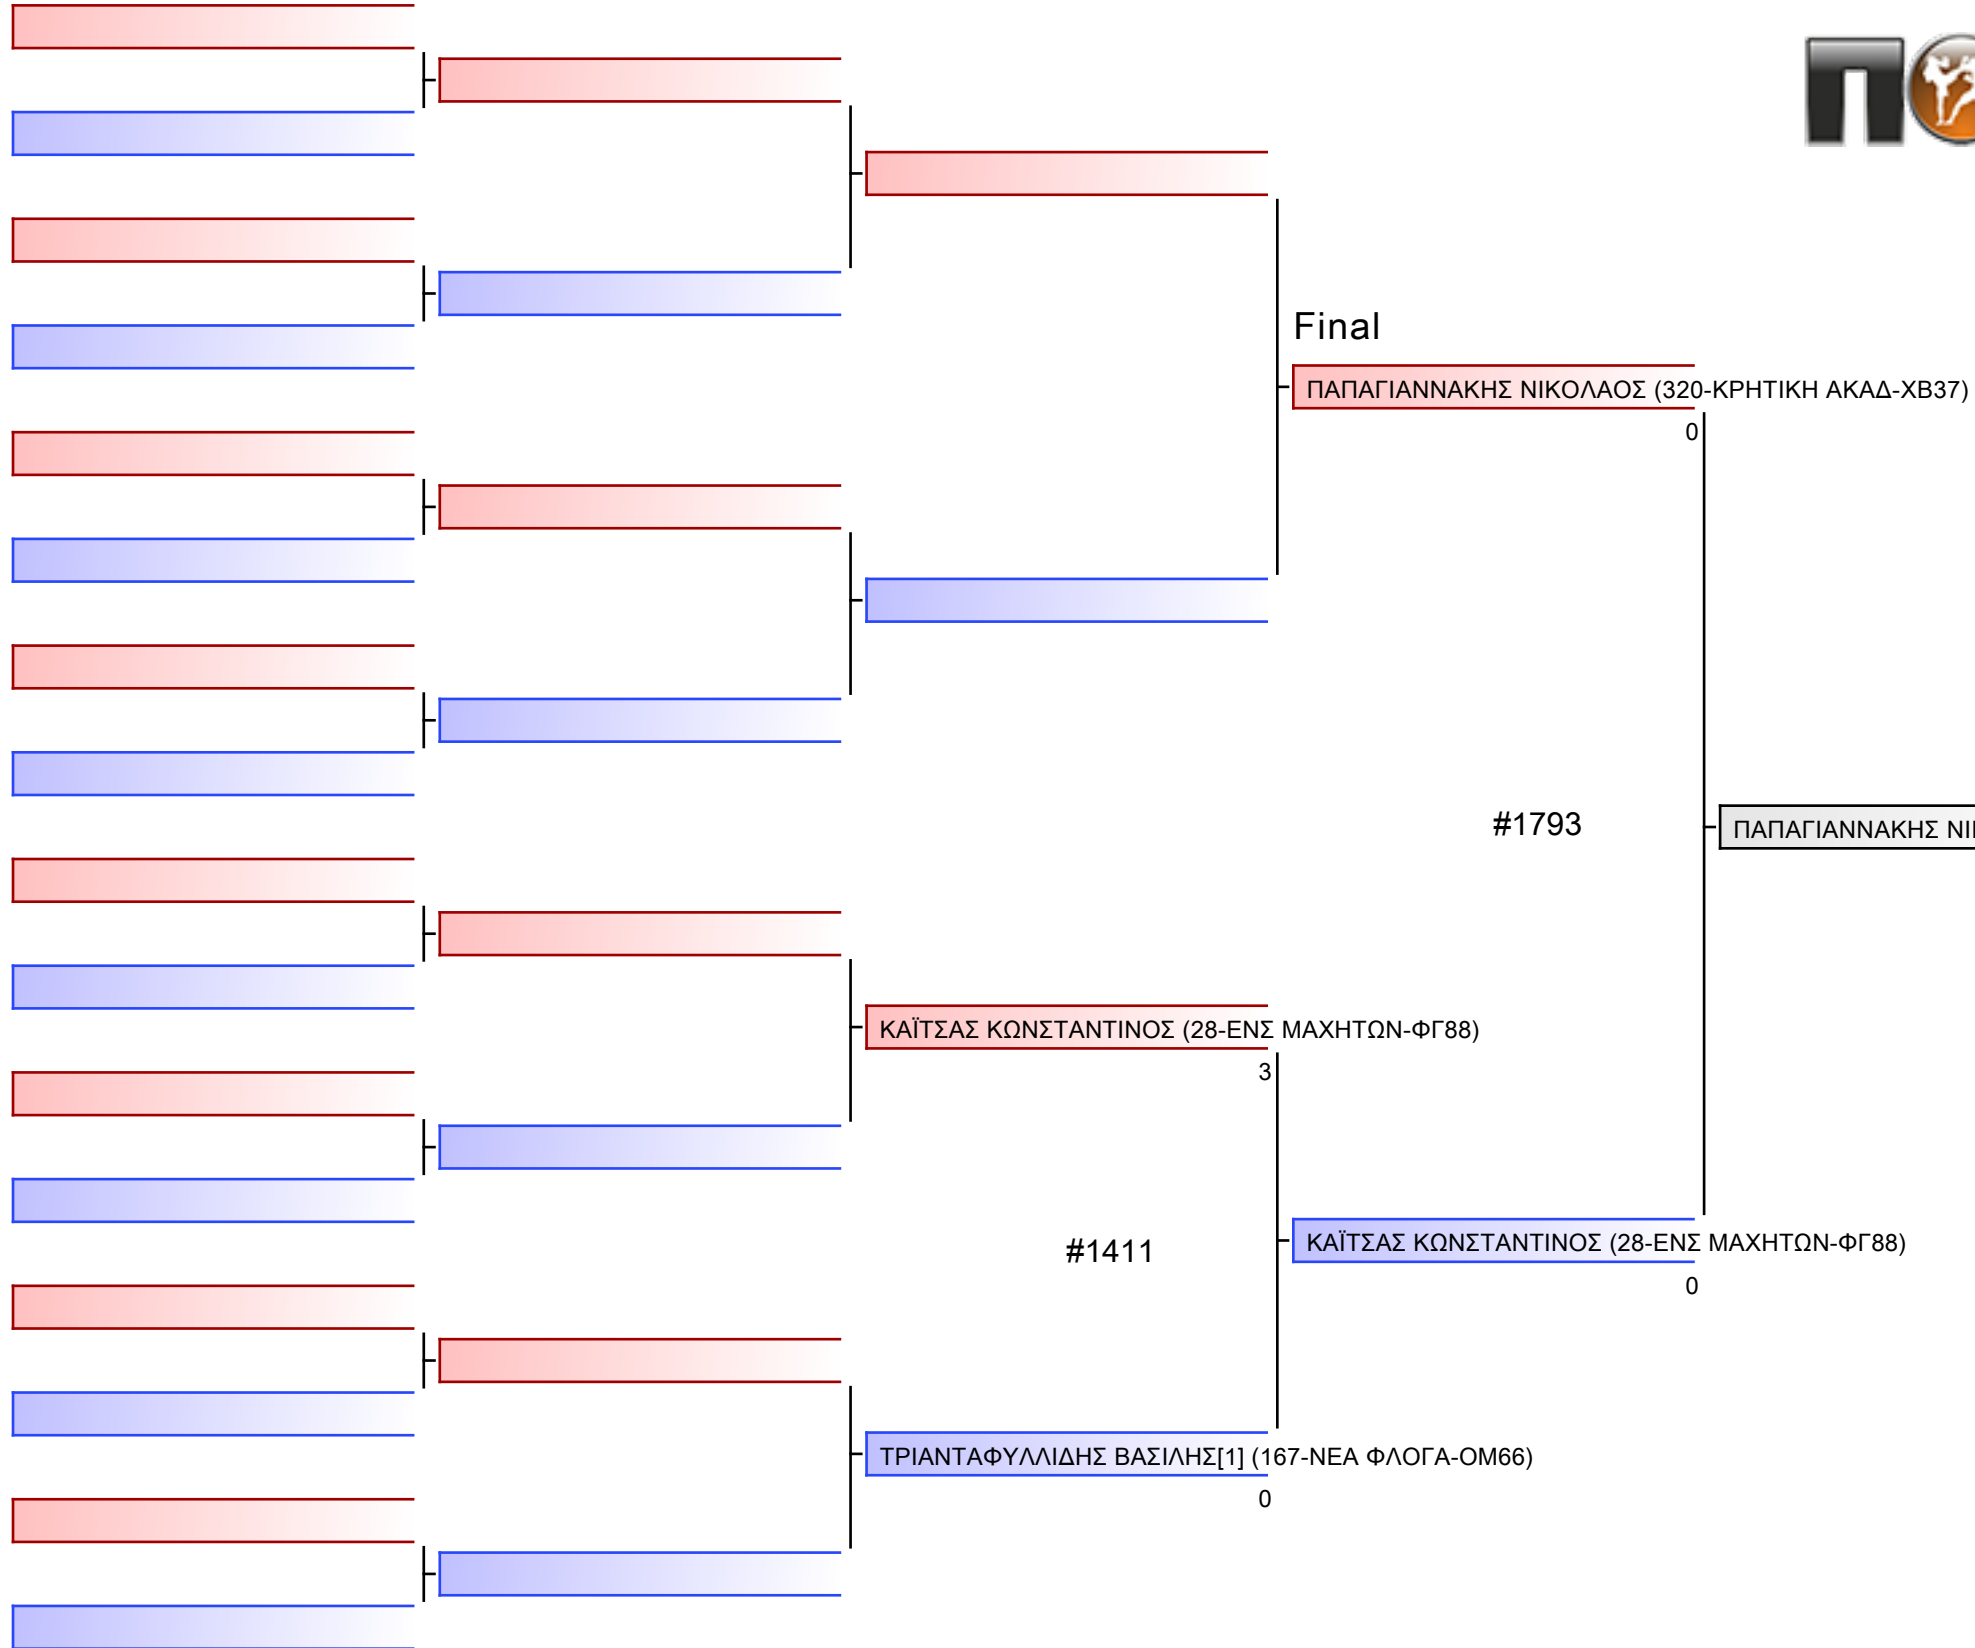 Final
ΠΑΠΑΓΙΑΝΝΑΚΗΣ ΝΙΚΟΛΑΟΣ (320-ΚΡΗΤΙΚΗ ΑΚΑΔ-ΧΒ37)
0
#1793
ΠΑΠΑΓΙΑΝΝΑΚΗΣ
ΚΑΪΤΣΑΣ ΚΩΝΣΤΑΝΤΙΝΟΣ (28-ΕΝΣ ΜΑΧΗΤΩΝ-ΦΓ88)
3
#1411
ΚΑΪΤΣΑΣ ΚΩΝΣΤΑΝΤΙΝΟΣ (28-ΕΝΣ ΜΑΧΗΤΩΝ-ΦΓ88)
0
ΤΡΙΑΝΤΑΦΥΛΛΙΔΗΣ ΒΑΣΙΛΗΣ[1] (167-ΝΕΑ ΦΛΟΓΑ-ΟΜ66)
0